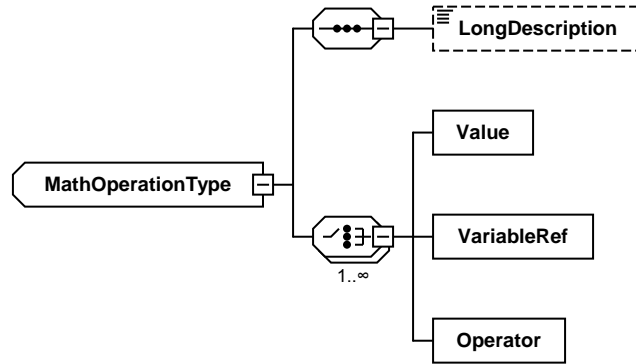 LongDescription
Value
MathOperationType
VariableRef
1..∞
Operator